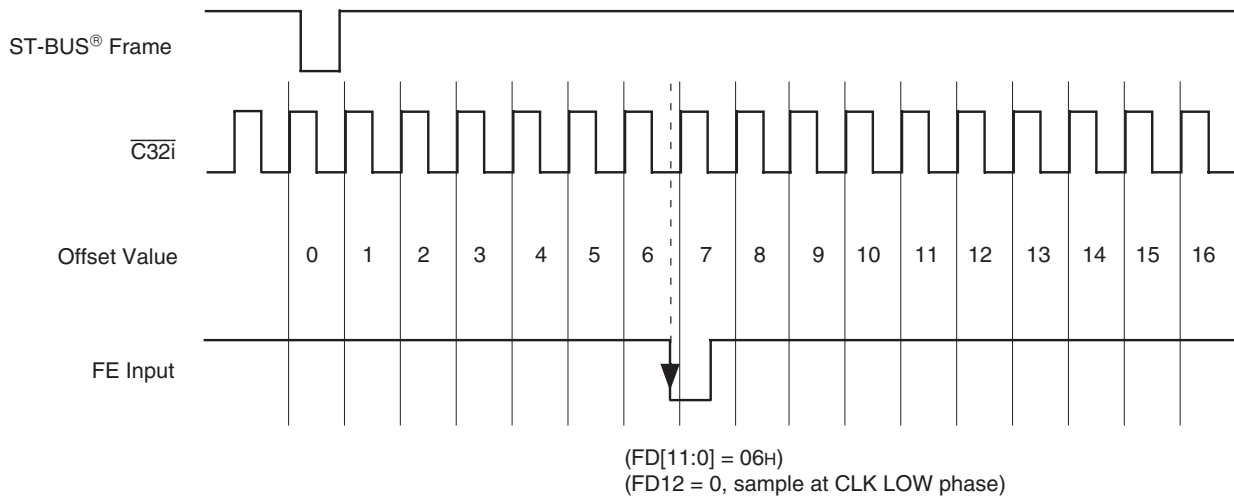 ST-BUS® Frame
C32i
Offset Value 0 1 2 3 4 5 6 7 8 9 10 11 12 13 14 15 16
FE Input
(FD[11:0] = 06H)
(FD12 = 0, sample at CLK LOW phase)